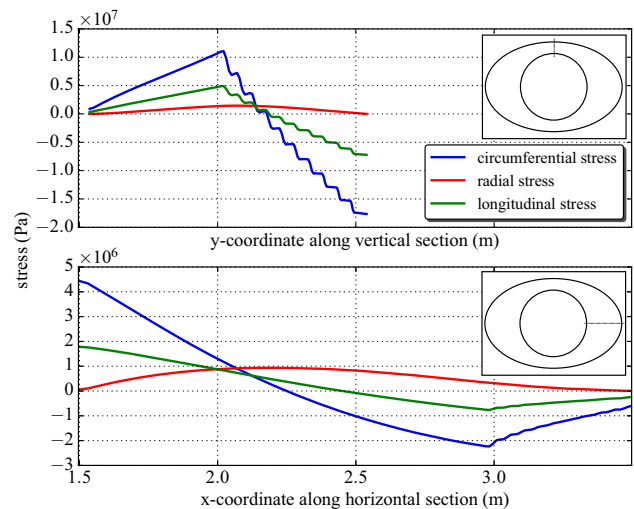 ×10⁷
1.5
1.0
0.5
0.0
−0.5
−1.0
−1.5
−2.0
circumferential stress
radial stress
longitudinal stress
y-coordinate along vertical section (m)
stress (Pa)
×10⁶
5
4
3
2
1
0
−1
−2
−3
1.5 2.0 2.5 3.0
x-coordinate along horizontal section (m)